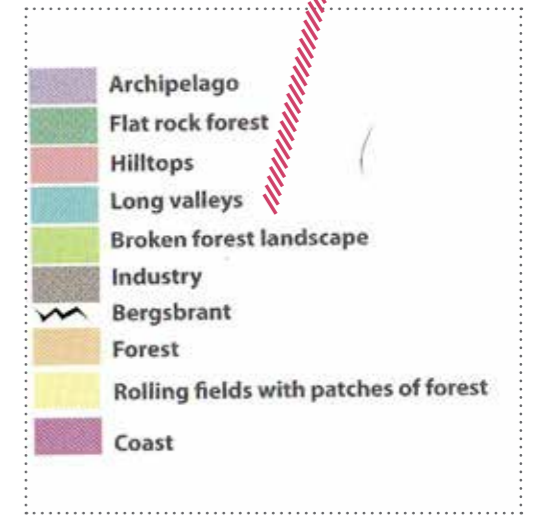 Archipelago
Flat rock forest
Hilltops
Long valleys
Broken forest landscape
Industry
Bergsbrant
Forest
Rolling fields with patches of forest
Coast